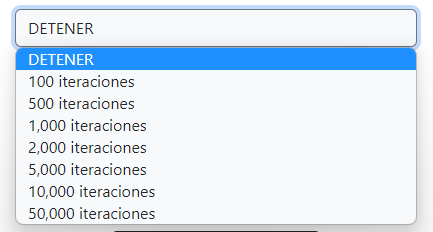 DETENER
DETENER
100 iteraciones
500 iteraciones
1,000 iteraciones
2,000 iteraciones
5,000 iteraciones
10,000 iteraciones
50,000 iteraciones